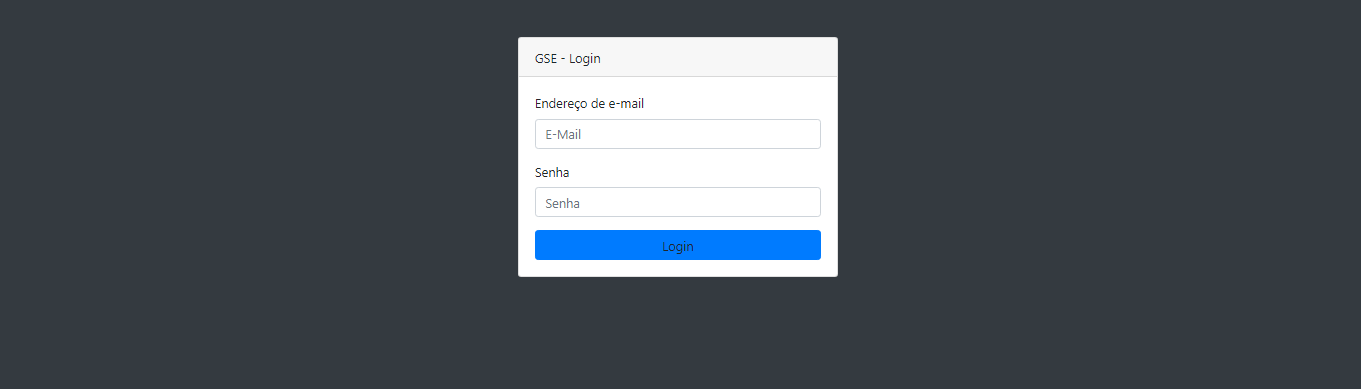 GSE - Login
Endereço de e-mail
E-Mail
Senha
Senha
Login